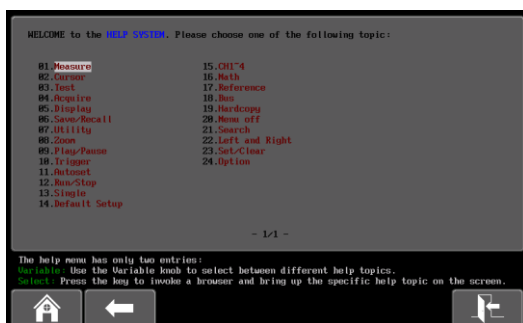 WELCOME to the HELP SYSTEM. Please choose one of the following topic:
01.Measure
02.Cursor
03.Test
04.Acquire
05.Display
06.Save/Recall
07.Utility
08.Zoom
09.Play/Pause
10.Trigger
11.Autoset
12.Run/Stop
13.Single
14.Default Setup
15.CH1~4
16.Math
17.Reference
18.Bus
19.Hardcopy
20.Menu off
21.Search
22.Left and Right
23.Set/Clear
24.Option
- 1/1 -
The help menu has only two entries:
Variable: Use the Variable knob to select between different help topics.
Select: Press the key to invoke a browser and bring up the specific help topic on the screen.